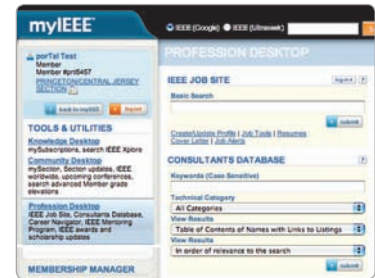 myIEEE
IEEE (Google) IEEE (Ultraseek)
porTal Test
Member
Member #prt5457
PRINCETON/CENTRAL JERSEY
SECTION
back to myIEEE
logout
TOOLS & UTILITIES
Knowledge Desktop
mySubscriptions, search IEEE Xplore
Community Desktop
mySection, Section updates, IEEE
worldwide, upcoming conferences,
search advanced Member grade
elevations
Profession Desktop
IEEE Job Site, Consultants Database,
Career Navigator, IEEE Mentoring
Program, IEEE awards and
scholarship updates
MEMBERSHIP MANAGER
PROFESSION DESKTOP
IEEE JOB SITE
Basic Search
submit
Create/Update Profile | Job Tools | Resumes
Cover Letter | Job Alerts
CONSULTANTS DATABASE
Keywords (Case Sensitive)
Technical Category
All Categories
View Results
Table of Contents of Names with Links to Listings
View Results
In order of relevance to the search
submit